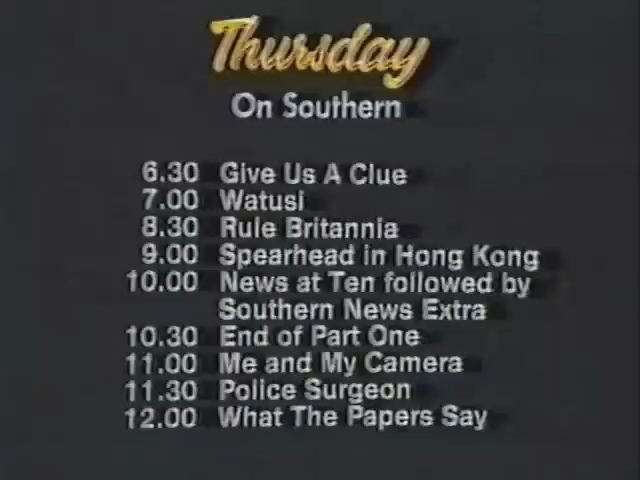 Thursday
On Southern
6.30 Give Us A Clue
7.00 Watusi
8.30 Rule Britannia
9.00 Spearhead in Hong Kong
10.00 News at Ten followed by
Southern News Extra
10.30 End of Part One
11.00 Me and My Camera
11.30 Police Surgeon
12.00 What The Papers Say